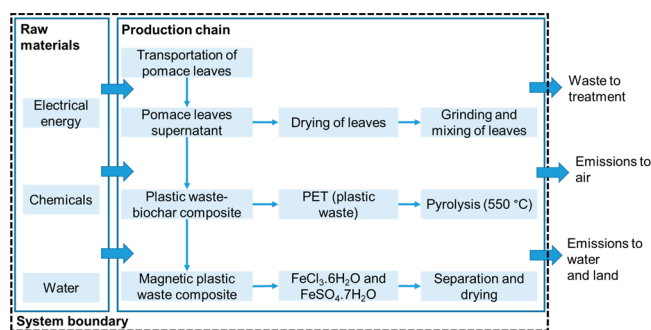 Raw
materials
Production chain
Transportation of
pomace leaves
Electrical
energy
Pomace leaves
supernatant
Drying of leaves
Grinding and
mixing of leaves
Waste to
treatment
Chemicals
Plastic waste-
biochar composite
PET (plastic
waste)
Pyrolysis (550 °C)
Emissions to
air
Water
Magnetic plastic
waste composite
FeCl₃.6H₂O and
FeSO₄.7H₂O
Separation and
drying
Emissions to
water
and land
System boundary